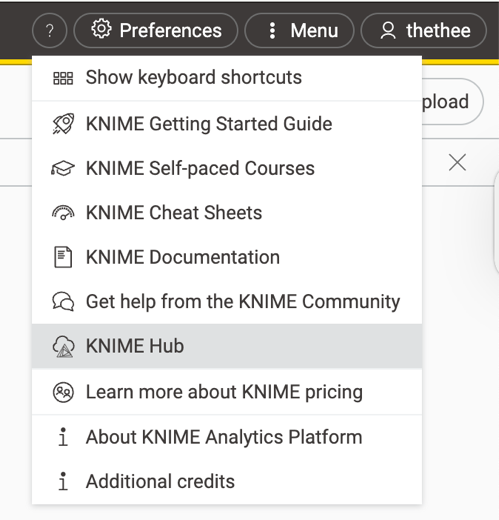 ? Preferences Menu thethee
Show keyboard shortcuts
pload
KNIME Getting Started Guide
KNIME Self-paced Courses
KNIME Cheat Sheets
KNIME Documentation
Get help from the KNIME Community
KNIME Hub
Learn more about KNIME pricing
About KNIME Analytics Platform
Additional credits